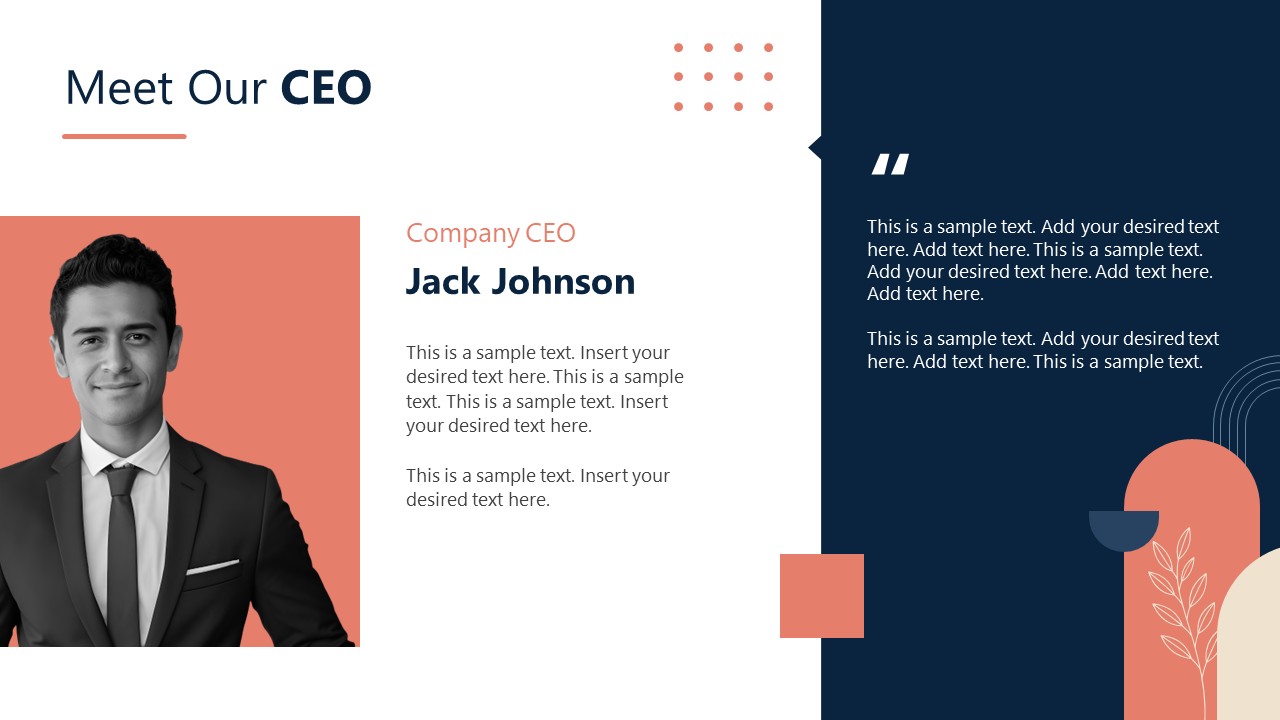 Meet Our CEO
Company CEO
Jack Johnson
This is a sample text. Insert your
desired text here. This is a sample
text. This is a sample text. Insert
your desired text here.
This is a sample text. Insert your
desired text here.
“
This is a sample text. Add your desired text
here. Add text here. This is a sample text.
Add your desired text here. Add text here.
Add text here.
This is a sample text. Add your desired text
here. Add text here. This is a sample text.